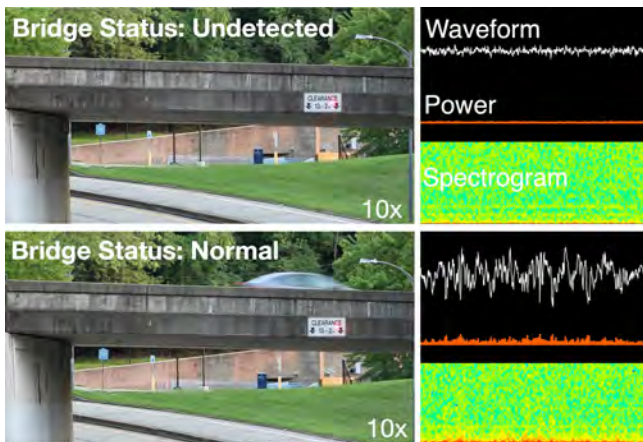 Bridge Status: Undetected
CLEARANCE
10x
Waveform
Power
Spectrogram
Bridge Status: Normal
CLEARANCE
10x